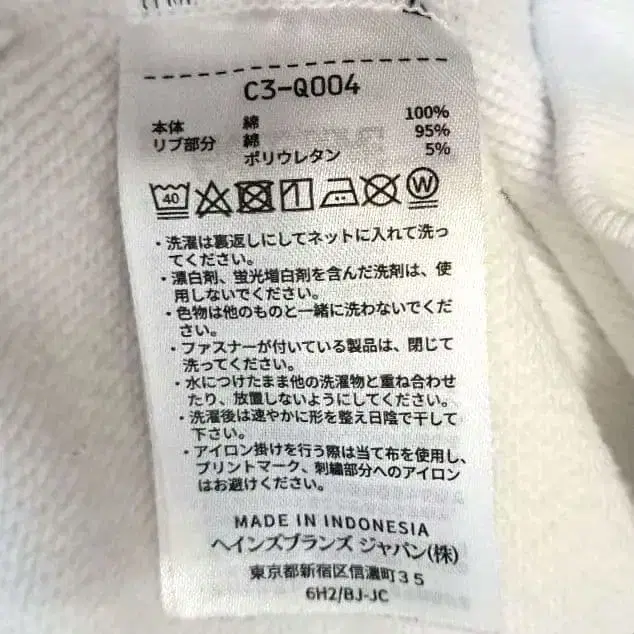 C3-Q004
本体 綿 100%
リブ部分 綿 95%
ポリウレタン 5%
40
W
・洗濯は裏返しにしてネットに入れて洗っ
てください。
・漂白剤、蛍光増白剤を含んだ洗剤は、使
用しないでください。
・色物は他のものと一緒に洗わないでくだ
さい。
・ファスナーが付いている製品は、閉じて
洗ってください。
・水につけたまま他の洗濯物と重ね合わせ
たり、放置しないようにしてください。
・洗濯後は速やかに形を整え日陰で干して
下さい。
・アイロン掛けを行う際は当て布を使用し、
プリントマーク、刺繍部分へのアイロン
はお避けください。
MADE IN INDONESIA
ヘインズブランズ ジャパン(株)
東京都新宿区信濃町35
6H2/BJ-JC